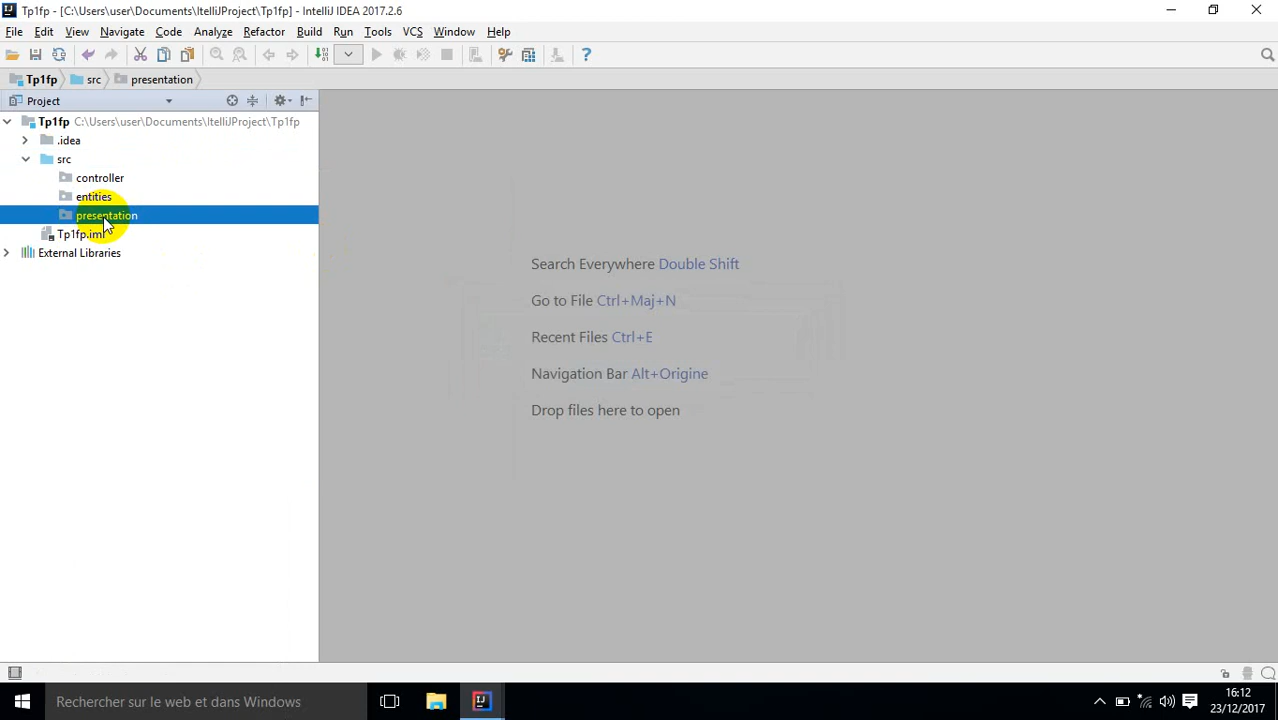 Tp1fp - [C:\Users\user\Documents\ItelliJProject\Tp1fp] - IntelliJ IDEA 2017.2.6
File Edit View Navigate Code Analyze Refactor Build Run Tools VCS Window Help
Tp1fp src presentation
Project
Tp1fp C:\Users\user\Documents\ItelliJProject\Tp1fp
.idea
src
controller
entities
presentation
Tp1fp.iml
External Libraries
Search Everywhere Double Shift
Go to File Ctrl+Maj+N
Recent Files Ctrl+E
Navigation Bar Alt+Origine
Drop files here to open
Rechercher sur le web et dans Windows
16:12
23/12/2017